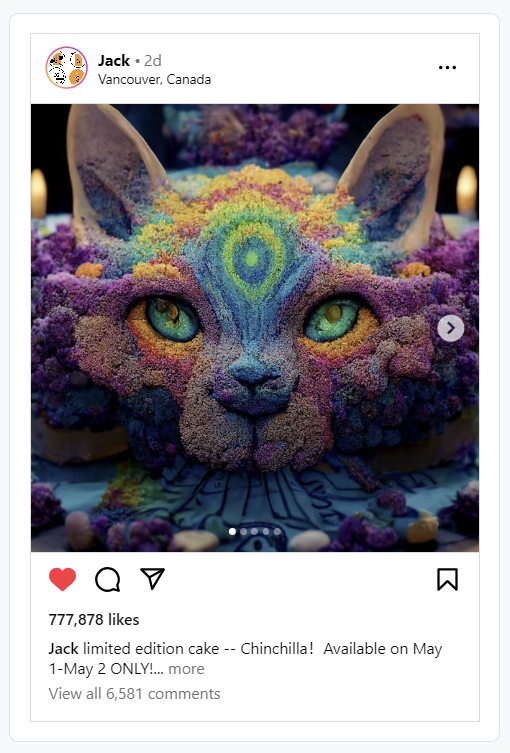 Jack • 2d
Vancouver, Canada
777,878 likes
Jack limited edition cake -- Chinchilla！ Available on May
1-May 2 ONLY!... more
View all 6,581 comments